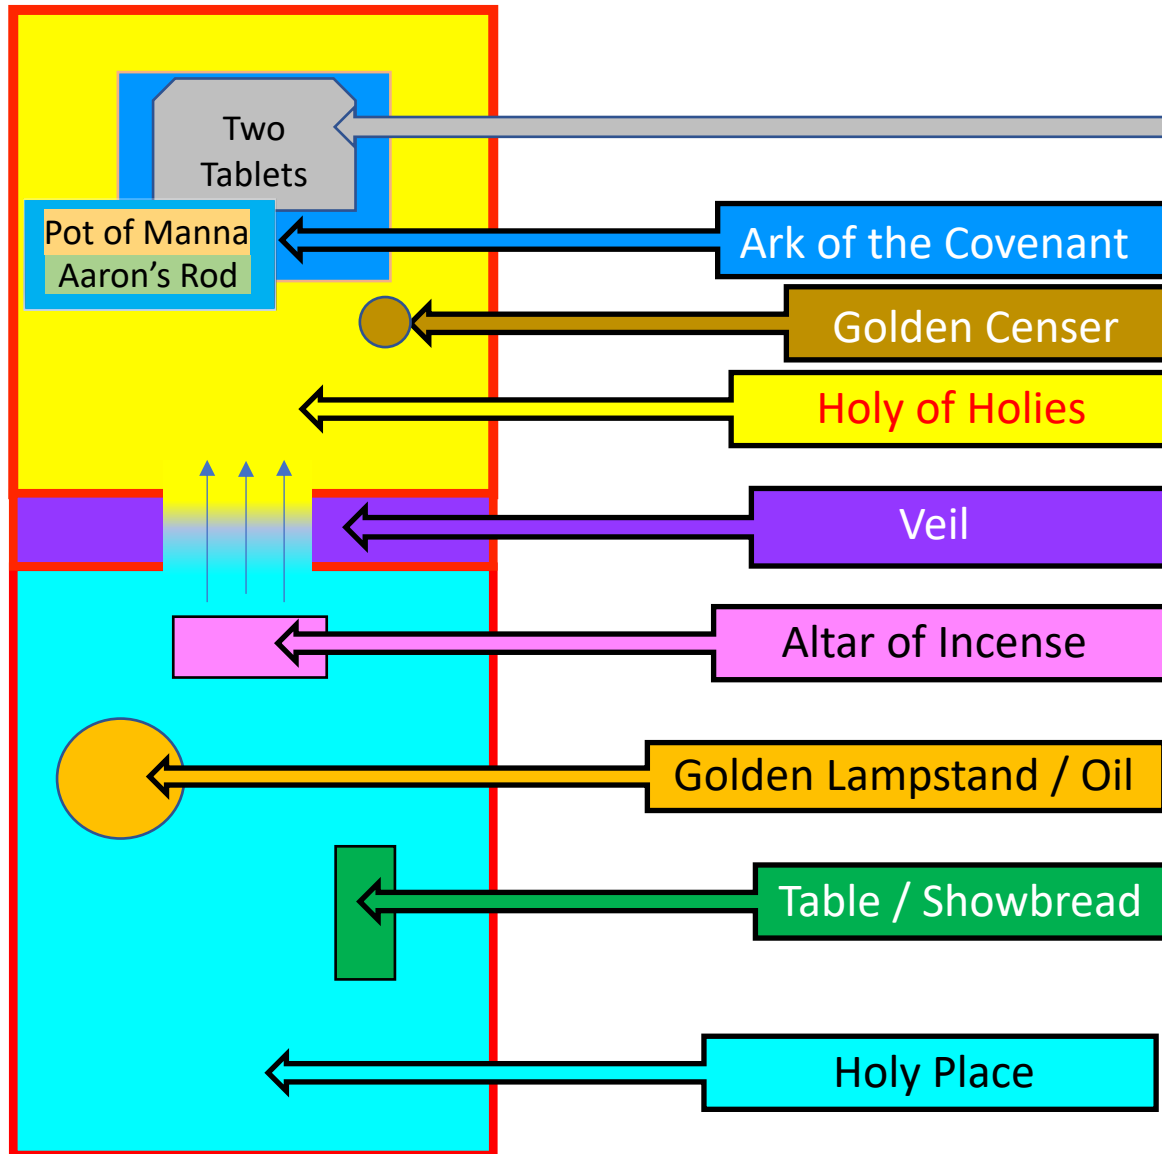 Two
Tablets
Pot of Manna
Aaron’s Rod
Ark of the Covenant
Golden Censer
Holy of Holies
Veil
Altar of Incense
Golden Lampstand / Oil
Table / Showbread
Holy Place